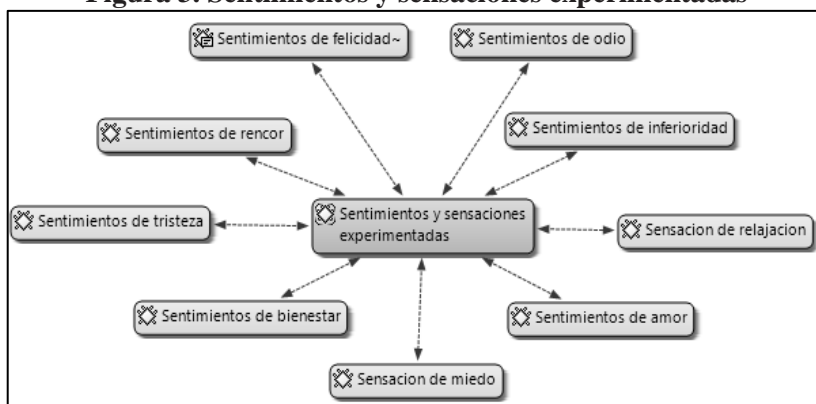 Figura 3. Sentimientos y sensaciones experimentadas
Sentimientos de felicidad~
Sentimientos de odio
Sentimientos de rencor
Sentimientos de inferioridad
Sentimientos de tristeza
Sentimientos y sensaciones
experimentadas
Sensacion de relajacion
Sentimientos de bienestar
Sentimientos de amor
Sensacion de miedo